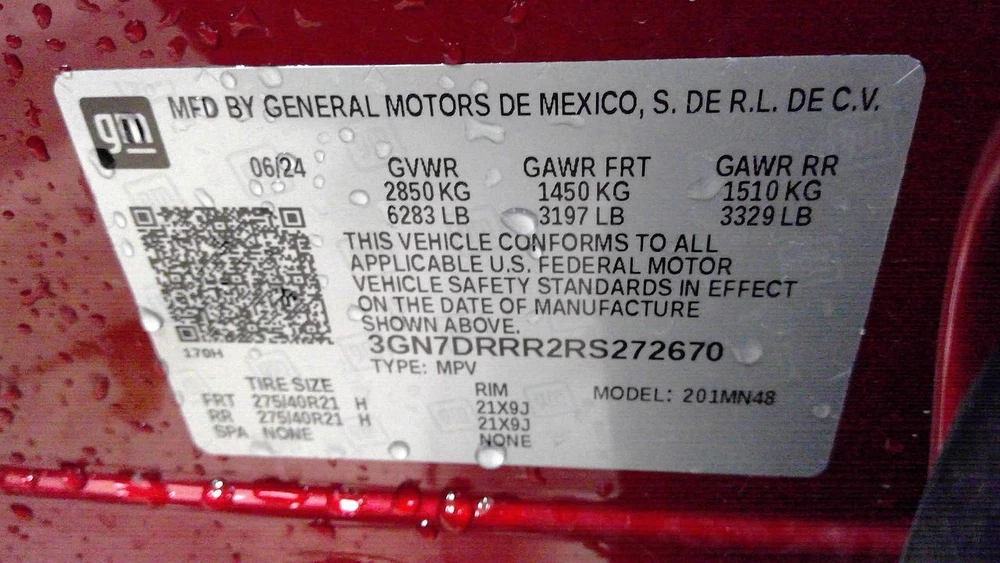 gm
MFD BY GENERAL MOTORS DE MEXICO, S. DE R.L. DE C.V.
06/24 GVWR GAWR FRT GAWR RR
2850 KG 1450 KG 1510 KG
6283 LB 3197 LB 3329 LB
THIS VEHICLE CONFORMS TO ALL
APPLICABLE U.S. FEDERAL MOTOR
VEHICLE SAFETY STANDARDS IN EFFECT
ON THE DATE OF MANUFACTURE
SHOWN ABOVE.
170H
3GN7DRRR2RS272670
TYPE: MPV
TIRE SIZE RIM MODEL: 201MN48
FRT 275/40R21 H 21X9J
RR 275/40R21 H 21X9J
SPA NONE NONE